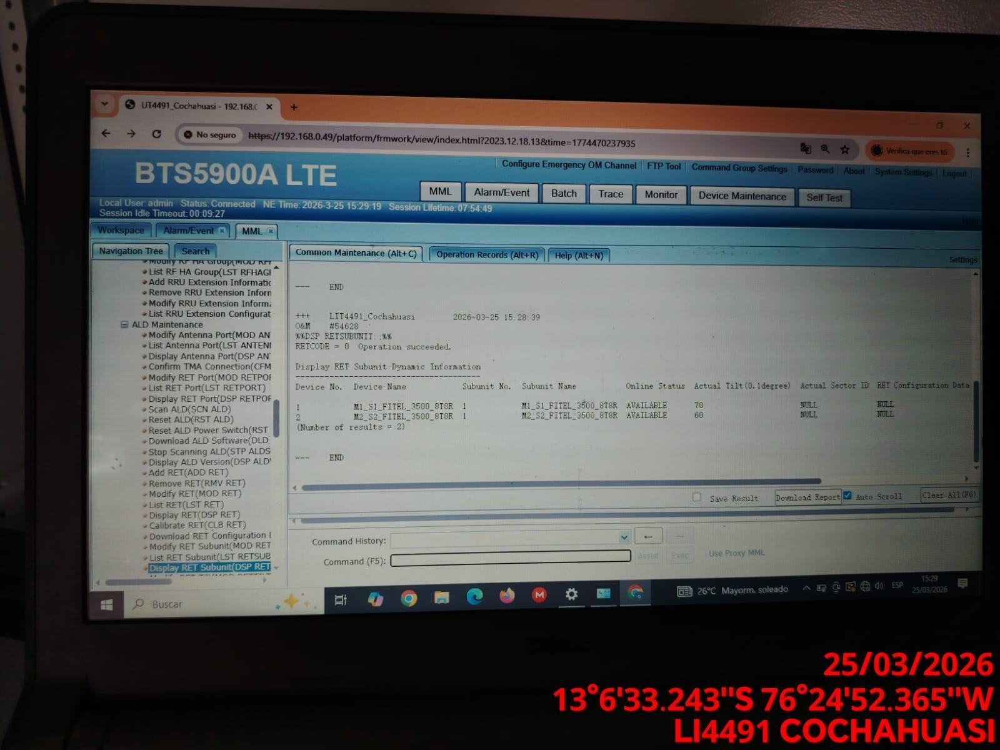 LIT4491_Cochahuasi - 192.168.0
No seguro https://192.168.0.49/platform/frmwork/view/index.html?2023.12.18.13&time=1774470237935
Verifica que eres tú
BTS5900A LTE
Configure Emergency OM Channel FTP Tool Command Group Settings Password About System Settings Logout
MML Alarm/Event Batch Trace Monitor Device Maintenance Self Test
Local User: admin Status: Connected NE Time: 2026-3-25 15:29:19 Session Lifetime: 07:54:49
Session Idle Timeout: 00:09:27
Help
Workspace Alarm/Event MML
Navigation Tree Search
List RF HA Group(LST RFHAGI
Add RRU Extension Informatic
Remove RRU Extension Inforn
Modify RRU Extension Informa
List RRU Extension Configurat
ALD Maintenance
Modify Antenna Port(MOD AN
List Antenna Port(LST ANTENI
Display Antenna Port(DSP AN
Confirm TMA Connection(CFM
Modify RET Port(MOD RETPOI
List RET Port(LST RETPORT)
Display RET Port(DSP RETPOF
Scan ALD(SCN ALD)
Reset ALD(RST ALD)
Reset ALD Power Switch(RST
Download ALD Software(DLD
Stop Scanning ALD(STP ALDS
Display ALD Version(DSP ALD
Add RET(ADD RET)
Remove RET(RMV RET)
Modify RET(MOD RET)
List RET(LST RET)
Display RET(DSP RET)
Calibrate RET(CLB RET)
Download RET Configuration
Modify RET Subunit(MOD RET
List RET Subunit(LST RETSUB
Display RET Subunit(DSP RET
Common Maintenance (Alt+C) Operation Records (Alt+R) Help (Alt+N)
Settings
--- END
+++ LIT4491_Cochahuasi 2026-03-25 15:28:39
O&M #54628
%%DSP RETSUBUNIT: ;%%
RETCODE = 0 Operation succeeded.
Display RET Subunit Dynamic Information
---------------------------------------
Device No. Device Name Subunit No. Subunit Name Online Status Actual Tilt(0.1degree) Actual Sector ID RET Configuration Data
1 M1_S1_FITEL_3500_8T8R 1 M1_S1_FITEL_3500_8T8R AVAILABLE 70 NULL NULL
2 M2_S2_FITEL_3500_8T8R 1 M2_S2_FITEL_3500_8T8R AVAILABLE 60 NULL NULL
(Number of results = 2)
--- END
Save Result Download Report Auto Scroll Clear All(F6)
Command History:
Command (F5): Assist Exec Use Proxy MML
Buscar
26°C Mayorm. soleado
ESP
15:29
25/03/2026
DELL
25/03/2026
13°6'33.243"S 76°24'52.365"W
LI4491 COCHAHUASI